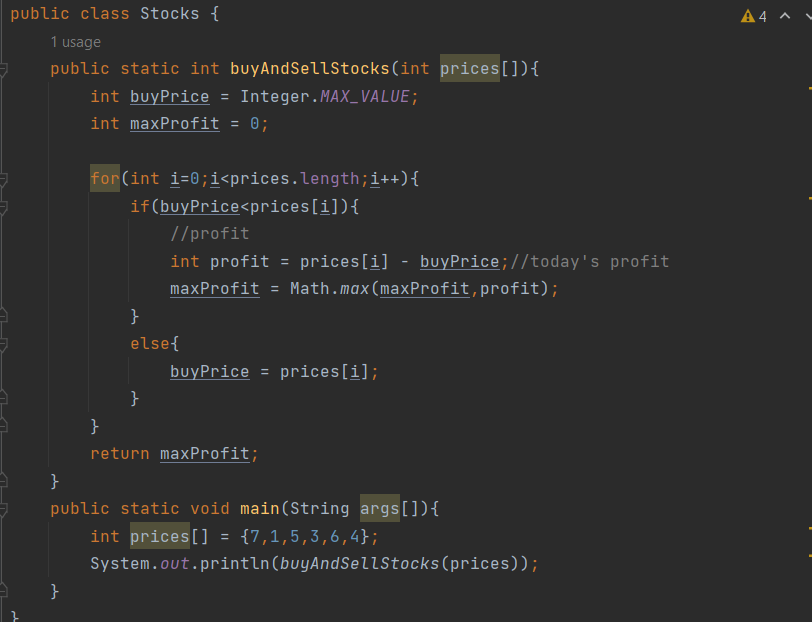 public class Stocks {
4
1 usage
public static int buyAndSellStocks(int prices[]){
int buyPrice = Integer.MAX_VALUE;
int maxProfit = 0;
for(int i=0;i<prices.length;i++){
if(buyPrice<prices[i]){
//profit
int profit = prices[i] - buyPrice;//today's profit
maxProfit = Math.max(maxProfit,profit);
}
else{
buyPrice = prices[i];
}
}
return maxProfit;
}
public static void main(String args[]){
int prices[] = {7,1,5,3,6,4};
System.out.println(buyAndSellStocks(prices));
}
}